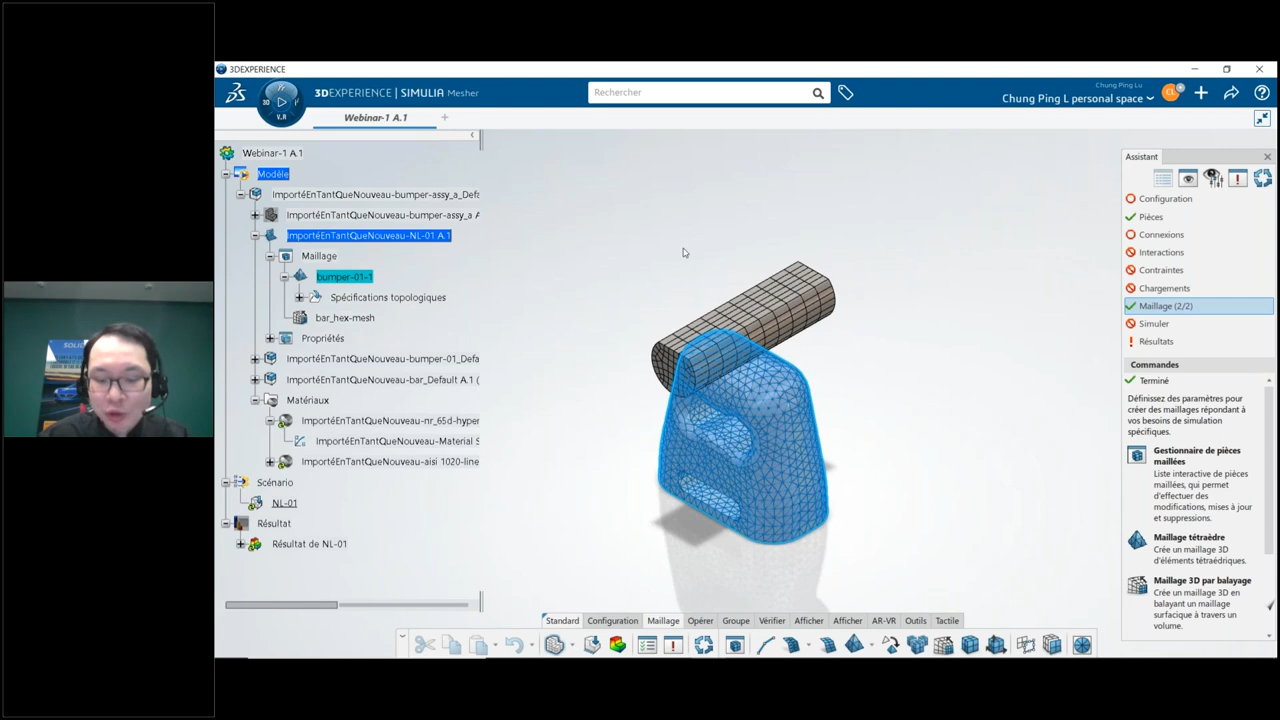 3DEXPERIENCE
3DEXPERIENCE | SIMULIA Mesher
3D
V.R
Rechercher
Chung Ping Lu
Chung Ping L personal space
Webinar-1 A.1
Webinar-1 A.1
Modèle
ImportéEnTantQueNouveau-bumper-assy_a_Defa
ImportéEnTantQueNouveau-bumper-assy_a A
ImportéEnTantQueNouveau-NL-01 A.1
Maillage
bumper-01-1
Spécifications topologiques
bar_hex-mesh
Propriétés
ImportéEnTantQueNouveau-bumper-01_Defa
ImportéEnTantQueNouveau-bar_Default A.1 (
Matériaux
ImportéEnTantQueNouveau-nr_65d-hyper
ImportéEnTantQueNouveau-Material S
ImportéEnTantQueNouveau-aisi 1020-line
Scénario
NL-01
Résultat
Résultat de NL-01
Assistant
Configuration
Pièces
Connexions
Interactions
Contraintes
Chargements
Maillage (2/2)
Simuler
Résultats
Commandes
Terminé
Définissez des paramètres pour
créer des maillages répondant à
vos besoins de simulation
spécifiques.
Gestionnaire de pièces
maillées
Liste interactive de pièces
maillées, qui permet
d'effectuer des
modifications, mises à jour
et suppressions.
Maillage tétraèdre
Crée un maillage 3D
d'éléments tétraédriques.
Maillage 3D par balayage
Crée un maillage 3D en
balayant un maillage
surfacique à travers un
volume.
Standard Configuration Maillage Opérer Groupe Vérifier Afficher Afficher AR-VR Outils Tactile